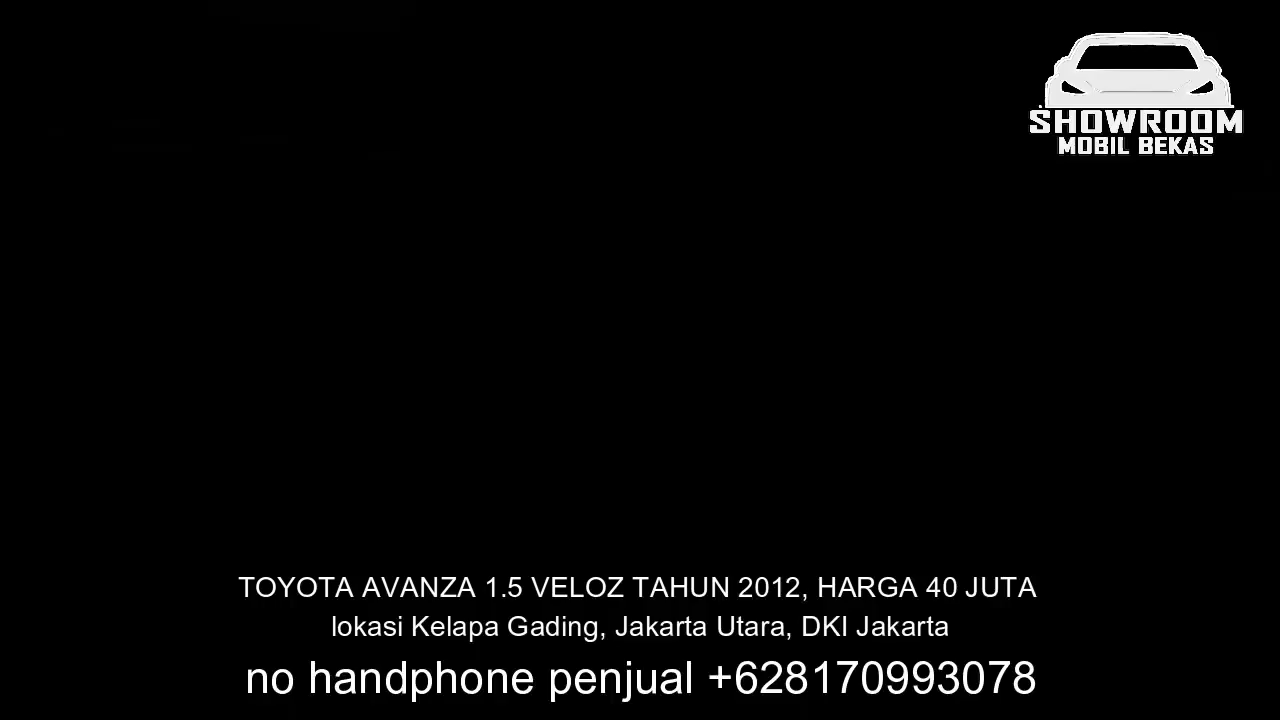 SHOWROOM
MOBIL BEKAS
TOYOTA AVANZA 1.5 VELOZ TAHUN 2012, HARGA 40 JUTA
lokasi Kelapa Gading, Jakarta Utara, DKI Jakarta
no handphone penjual +628170993078